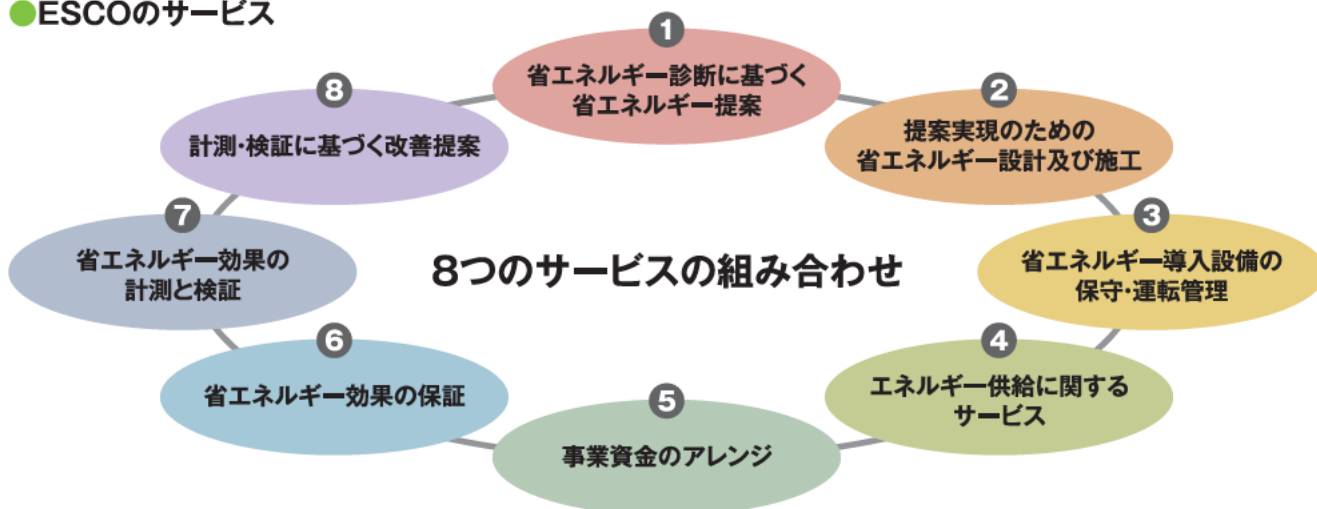 ●ESCOのサービス
1
省エネルギー診断に基づく
省エネルギー提案
2
提案実現のための
省エネルギー設計及び施工
3
省エネルギー導入設備の
保守・運転管理
4
エネルギー供給に関する
サービス
5
事業資金のアレンジ
6
省エネルギー効果の保証
7
省エネルギー効果の
計測と検証
8
計測・検証に基づく改善提案
8つのサービスの組み合わせ